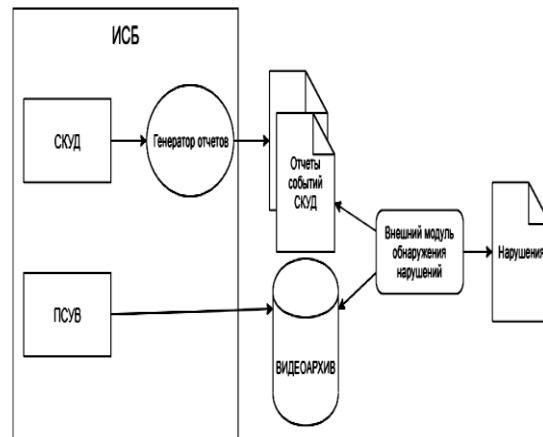 ИСБ
СКУД
Генератор отчетов
Отчеты
событий
СКУД
Внешний модуль
обнаружения
нарушений
Нарушения
ПСУВ
ВИДЕОАРХИВ